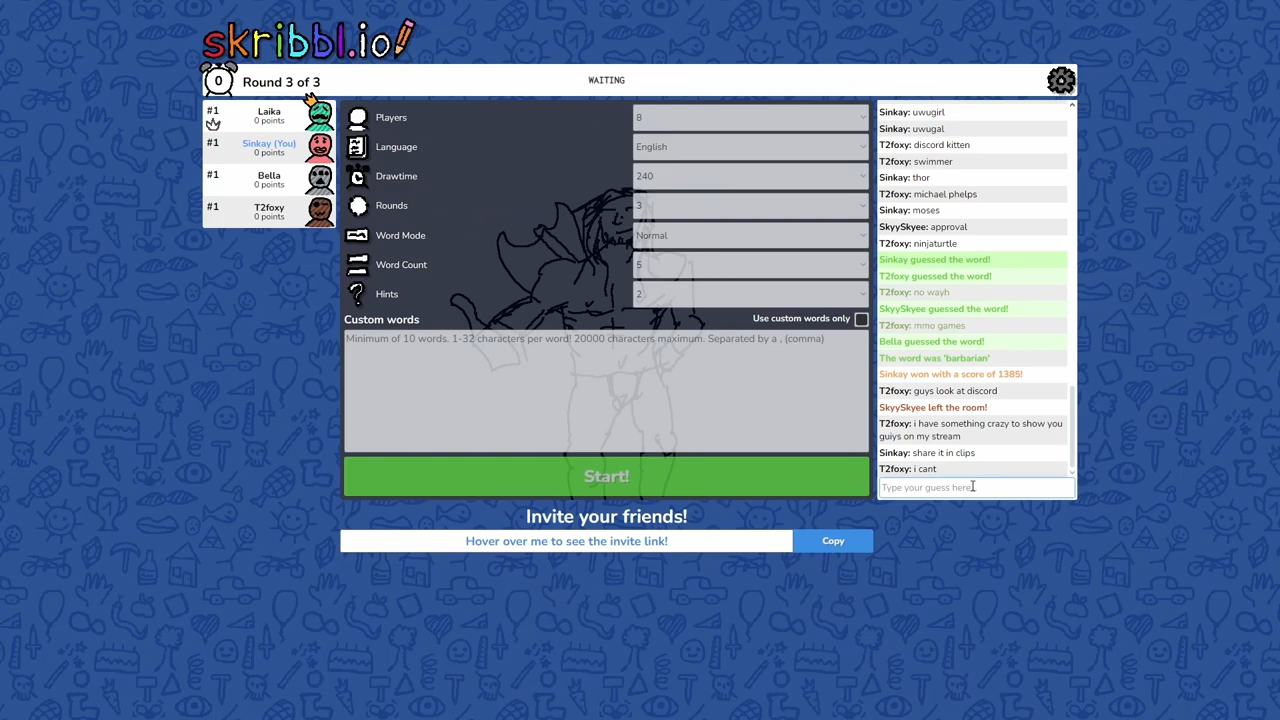 skribbl.io
0
Round 3 of 3
WAITING
#1
Laika
0 points
#1
Sinkay (You)
0 points
#1
Bella
0 points
#1
T2foxy
0 points
Players
8
Language
English
Drawtime
240
Rounds
3
Word Mode
Normal
Word Count
5
Hints
2
Custom words
Use custom words only
Minimum of 10 words. 1-32 characters per word! 20000 characters maximum. Separated by a , (comma)
Start!
Invite your friends!
Hover over me to see the invite link!
Copy
Sinkay: uwugirl
Sinkay: uwugal
T2foxy: discord kitten
T2foxy: swimmer
Sinkay: thor
T2foxy: michael phelps
Sinkay: moses
SkyySkyee: approval
T2foxy: ninjaturtle
Sinkay guessed the word!
T2foxy guessed the word!
T2foxy: no wayh
SkyySkyee guessed the word!
T2foxy: mmo games
Bella guessed the word!
The word was 'barbarian'
Sinkay won with a score of 1385!
T2foxy: guys look at discord
SkyySkyee left the room!
T2foxy: i have something crazy to show you
guiys on my stream
Sinkay: share it in clips
T2foxy: i cant
Type your guess here...